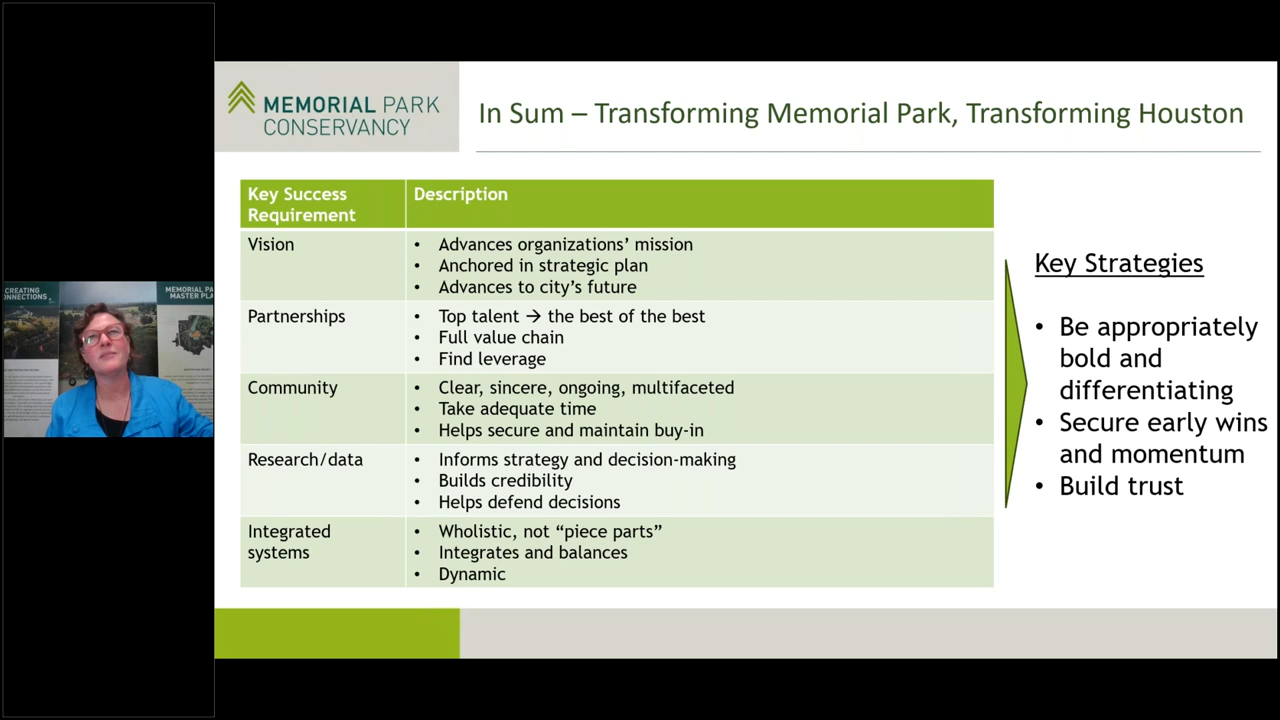 MEMORIAL PARK
CONSERVANCY
In Sum – Transforming Memorial Park, Transforming Houston
Key Success
Requirement
Description
Vision
• Advances organizations’ mission
• Anchored in strategic plan
• Advances to city’s future
Partnerships
• Top talent → the best of the best
• Full value chain
• Find leverage
Community
• Clear, sincere, ongoing, multifaceted
• Take adequate time
• Helps secure and maintain buy-in
Research/data
• Informs strategy and decision-making
• Builds credibility
• Helps defend decisions
Integrated
systems
• Wholistic, not “piece parts”
• Integrates and balances
• Dynamic
Key Strategies
• Be appropriately
bold and
differentiating
• Secure early wins
and momentum
• Build trust
CREATING
MEMORIAL